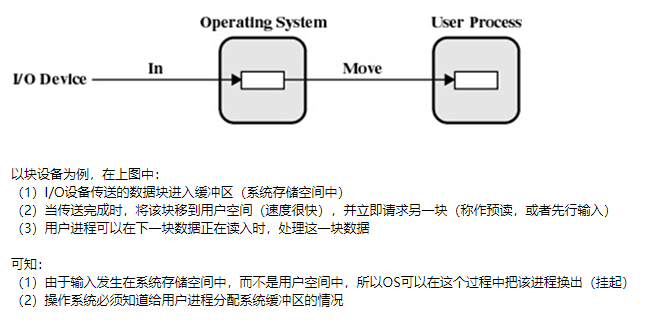 Operating System
User Process
In
Move
I/O Device
以块设备为例，在上图中：
（1）I/O设备传送的数据块进入缓冲区（系统存储空间中）
（2）当传送完成时，将该块移到用户空间（速度很快），并立即请求另一块（称作预读，或者先行输入）
（3）用户进程可以在下一块数据正在读入时，处理这一块数据
可知：
（1）由于输入发生在系统存储空间中，而不是用户空间中，所以OS可以在这个过程中把该进程换出（挂起）
（2）操作系统必须知道给用户进程分配系统缓冲区的情况